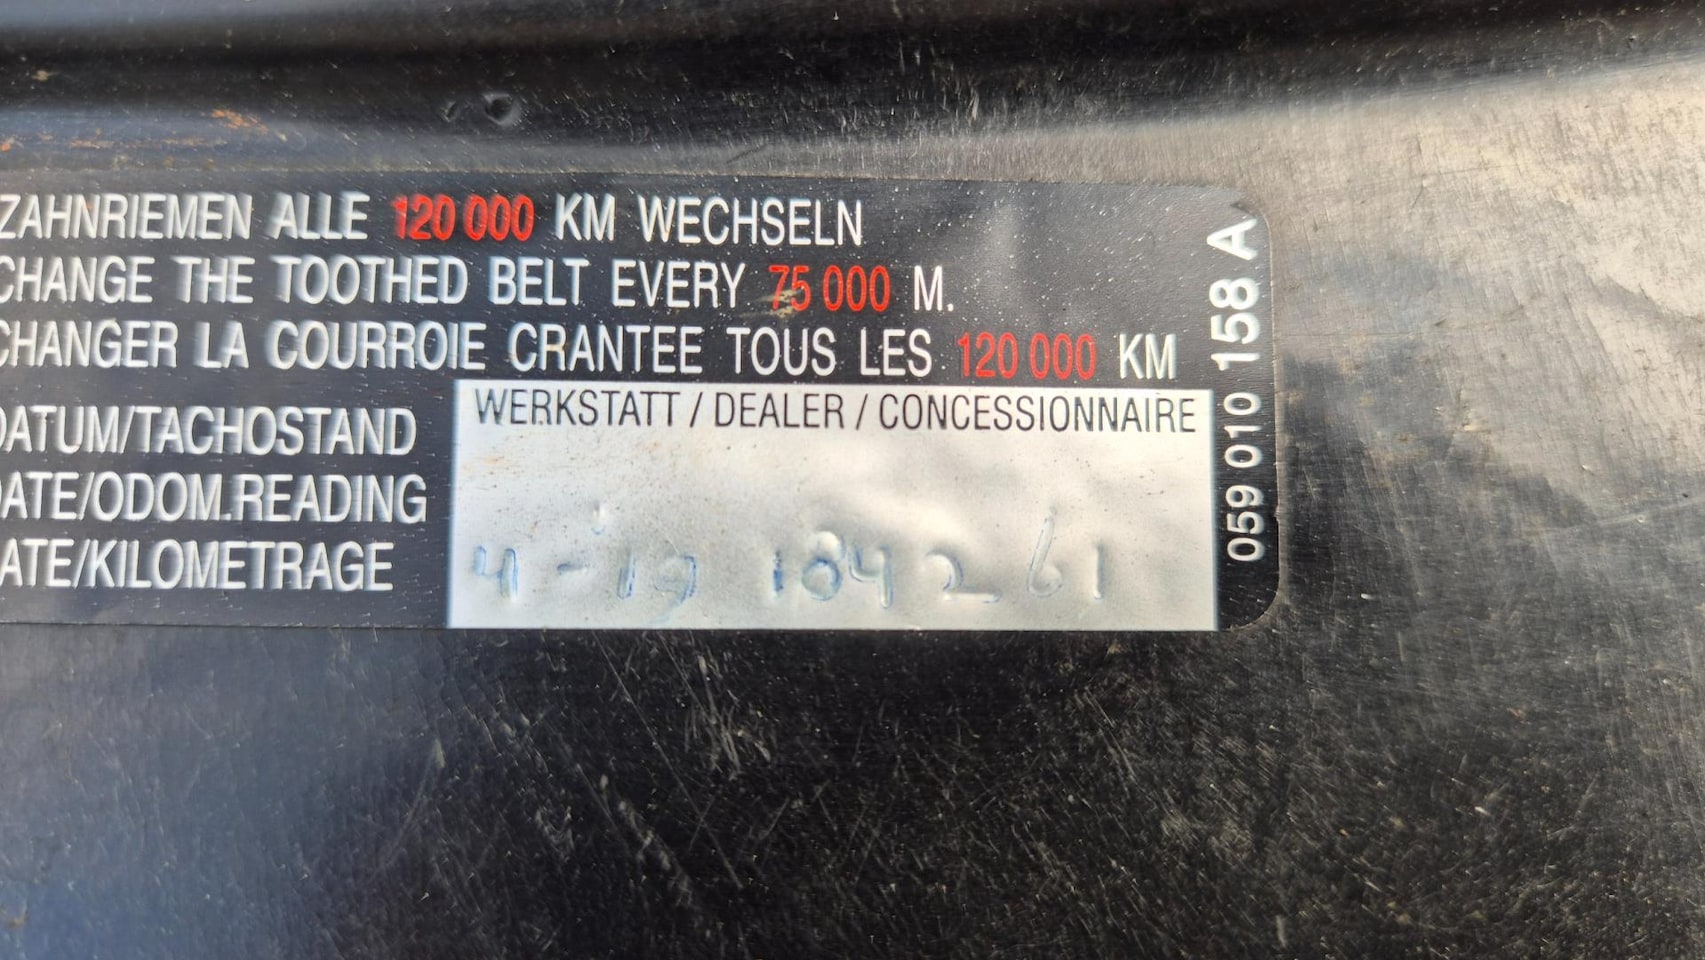 ZAHNRIEMEN ALLE 120 000 KM WECHSELN
CHANGE THE TOOTHED BELT EVERY 75 000 M.
CHANGER LA COURROIE CRANTEE TOUS LES 120 000 KM
DATUM/TACHOSTAND
DATE/ODOM.READING
DATE/KILOMETRAGE
WERKSTATT / DEALER / CONCESSIONNAIRE
4-19 184261
059 010 158 A